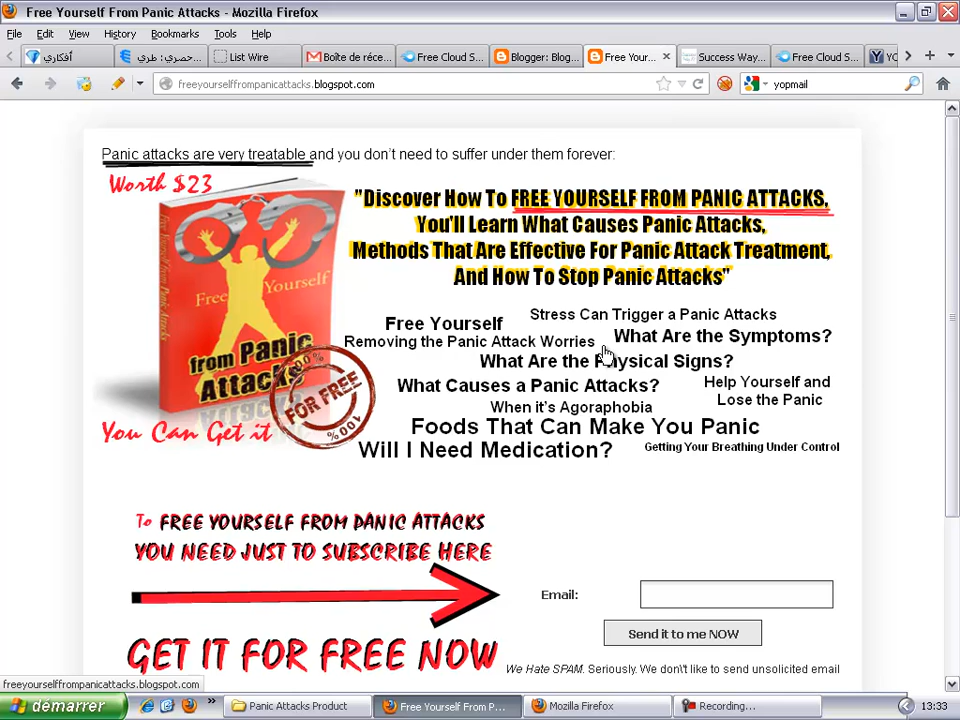 Free Yourself From Panic Attacks - Mozilla Firefox
File Edit View History Bookmarks Tools Help
أفكاري
حصري: طري...
List Wire
Boîte de réce...
Free Cloud S...
Blogger: Blog...
Free Your...
Success Way...
Free Cloud S...
freeyourselffrompanicattacks.blogspot.com
yopmail
Panic attacks are very treatable and you don't need to suffer under them forever:
Worth $23
"Discover How To FREE YOURSELF FROM PANIC ATTACKS,
You'll Learn What Causes Panic Attacks,
Methods That Are Effective For Panic Attack Treatment,
And How To Stop Panic Attacks"
Free Yourself from Panic Attacks
Free Yourself
from Panic
Attacks
100%
FOR FREE
100%
You Can Get it
Stress Can Trigger a Panic Attacks
Free Yourself
What Are the Symptoms?
Removing the Panic Attack Worries
What Are the Physical Signs?
What Causes a Panic Attacks?
Help Yourself and
Lose the Panic
When it's Agoraphobia
Foods That Can Make You Panic
Will I Need Medication?
Getting Your Breathing Under Control
To FREE YOURSELF FROM PANIC ATTACKS
YOU NEED JUST TO SUBSCRIBE HERE
Email:
Send it to me NOW
GET IT FOR FREE NOW
We Hate SPAM. Seriously. We don\'t like to send unsolicited email
freeyourselffrompanicattacks.blogspot.com
démarrer
Panic Attacks Product
Free Yourself From P...
Mozilla Firefox
Recording...
13:33